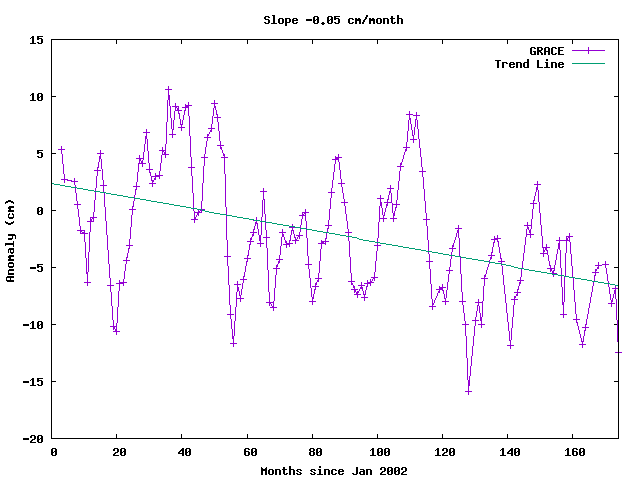 Slope -0.05 cm/month
GRACE
Trend Line
15
10
5
0
-5
-10
-15
-20
Anomaly (cm)
0 20 40 60 80 100 120 140 160
Months since Jan 2002